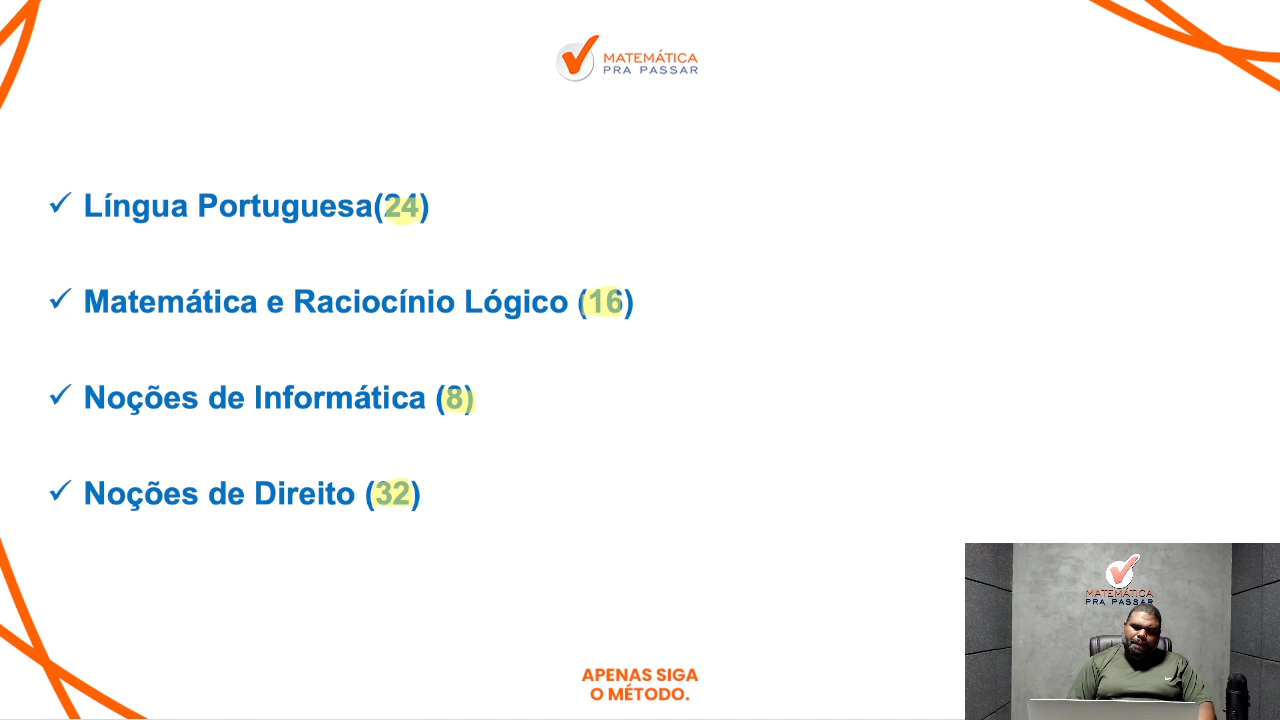 MATEMÁTICA
PRA PASSAR
Língua Portuguesa(24)
Matemática e Raciocínio Lógico (16)
Noções de Informática (8)
Noções de Direito (32)
MATEMÁTICA
PRA PASSAR
APENAS SIGA
O MÉTODO.